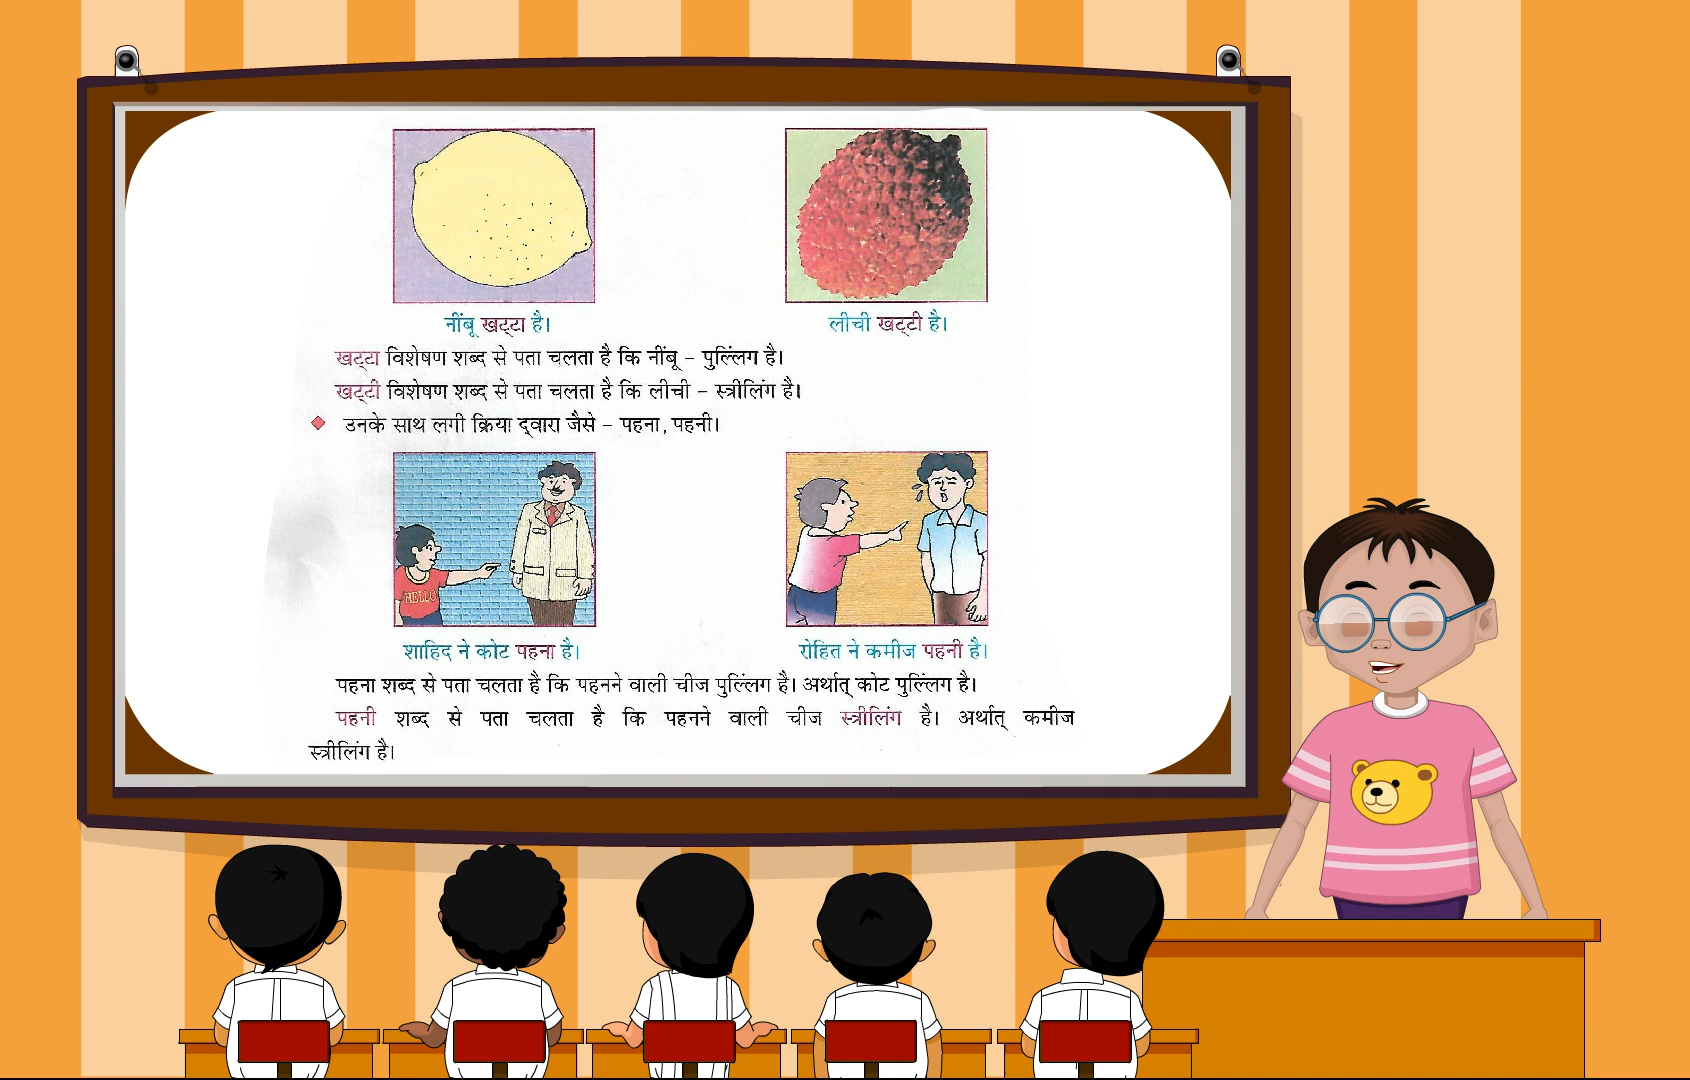 नींबू खट्टा है।
लीची खट्टी है।
खट्टा विशेषण शब्द से पता चलता है कि नींबू – पुल्लिंग है।
खट्टी विशेषण शब्द से पता चलता है कि लीची – स्त्रीलिंग है।
उनके साथ लगी क्रिया द्वारा जैसे – पहना, पहनी।
HELLO
शाहिद ने कोट पहना है।
रोहित ने कमीज पहनी है।
पहना शब्द से पता चलता है कि पहनने वाली चीज पुल्लिंग है। अर्थात् कोट पुल्लिंग है।
पहनी शब्द से पता चलता है कि पहनने वाली चीज स्त्रीलिंग है। अर्थात् कमीज
स्त्रीलिंग है।